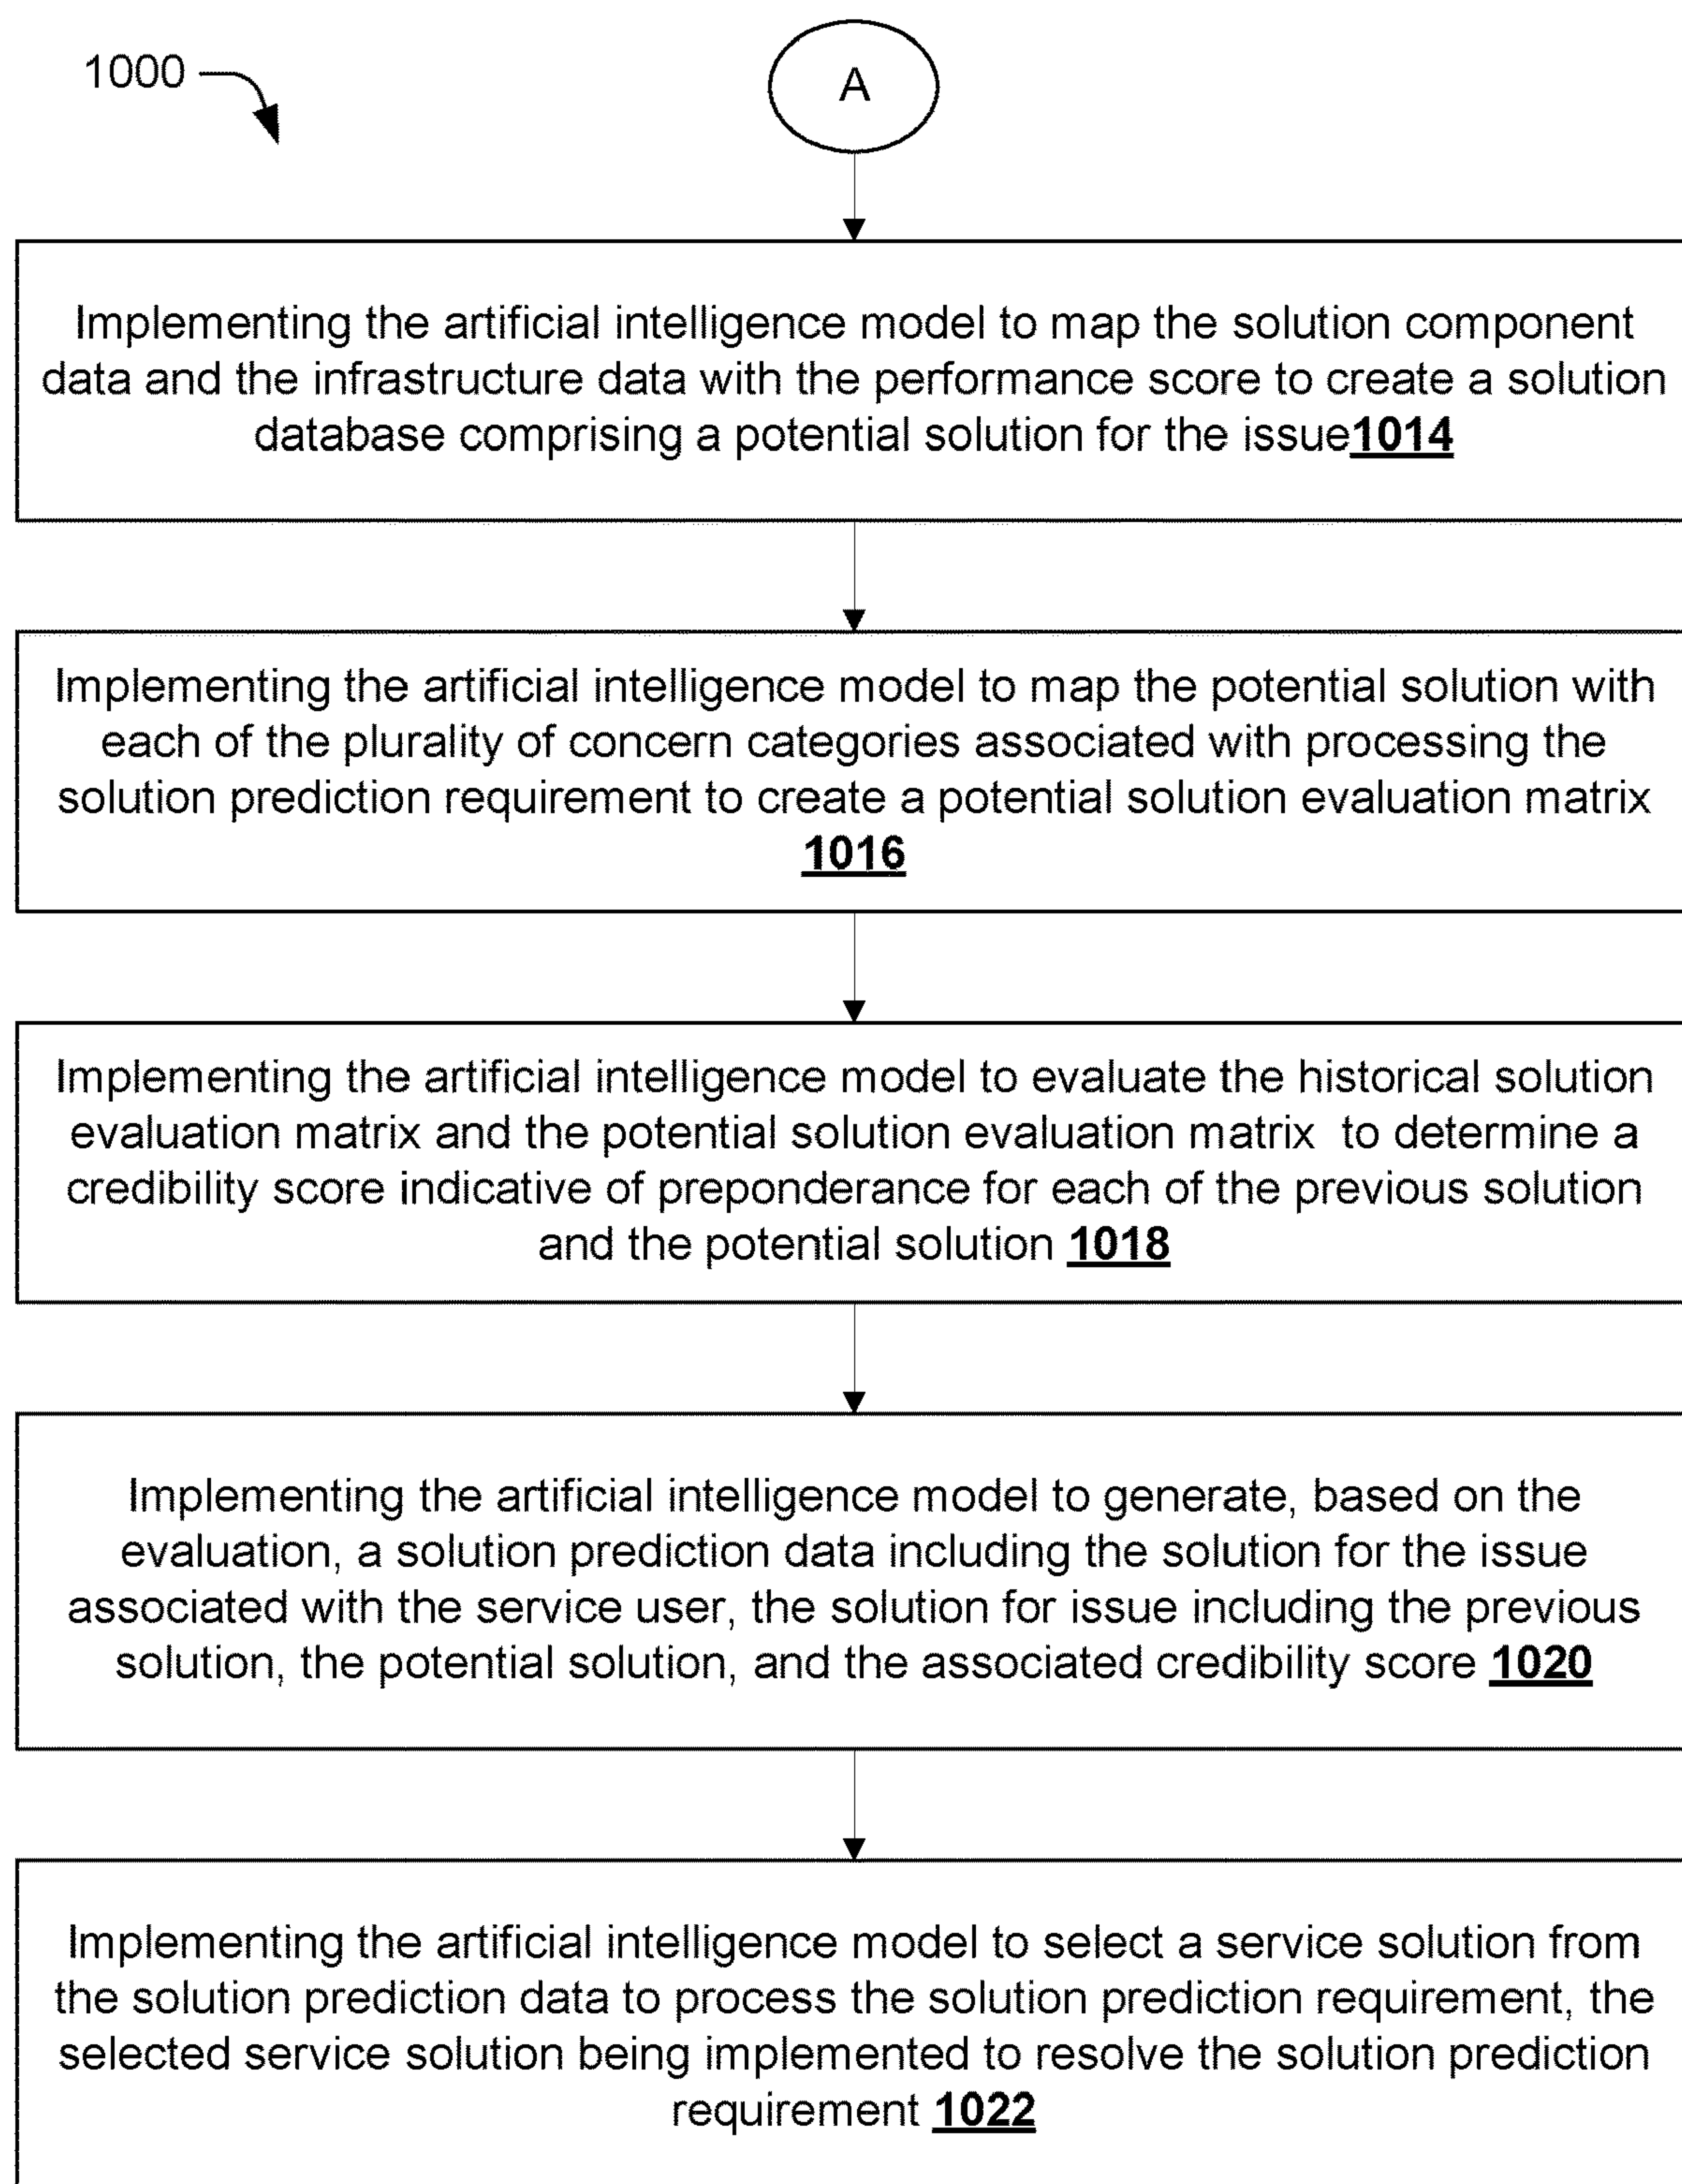 1000
A
Implementing the artificial intelligence model to map the solution component
data and the infrastructure data with the performance score to create a solution
database comprising a potential solution for the issue1014
Implementing the artificial intelligence model to map the potential solution with
each of the plurality of concern categories associated with processing the
solution prediction requirement to create a potential solution evaluation matrix
1016
Implementing the artificial intelligence model to evaluate the historical solution
evaluation matrix and the potential solution evaluation matrix to determine a
credibility score indicative of preponderance for each of the previous solution
and the potential solution 1018
Implementing the artificial intelligence model to generate, based on the
evaluation, a solution prediction data including the solution for the issue
associated with the service user, the solution for issue including the previous
solution, the potential solution, and the associated credibility score 1020
Implementing the artificial intelligence model to select a service solution from
the solution prediction data to process the solution prediction requirement, the
selected service solution being implemented to resolve the solution prediction
requirement 1022